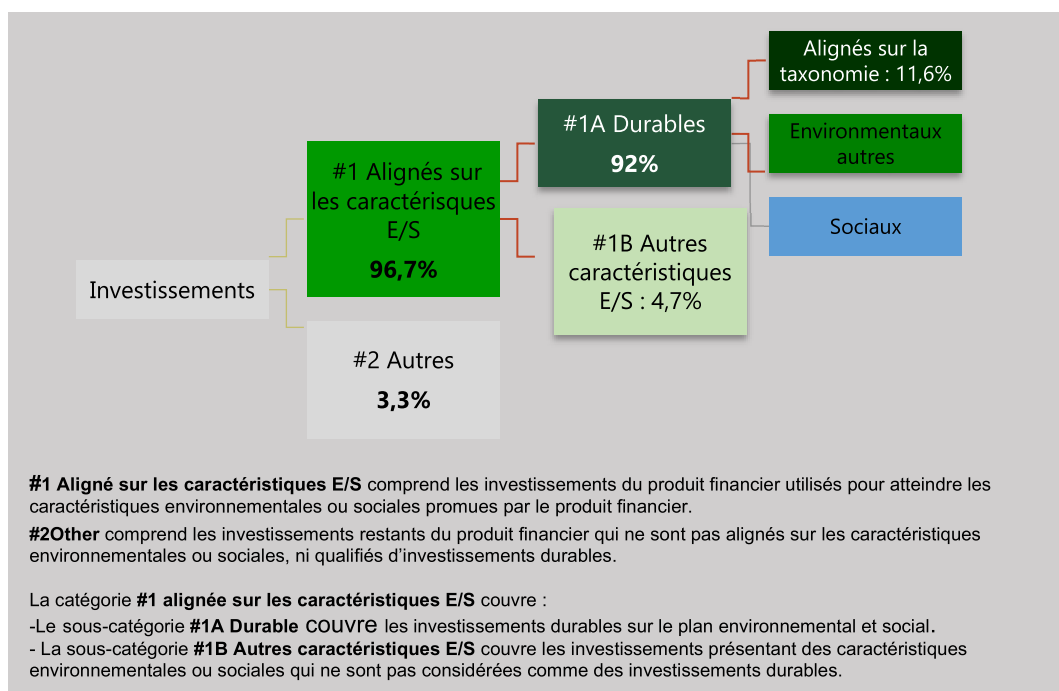 Alignés sur la
taxonomie : 11,6%
#1A Durables
92%
Environmentaux
autres
#1 Alignés sur
les caractérisques
E/S
96,7%
Sociaux
#1B Autres
caractéristiques
E/S : 4,7%
Investissements
#2 Autres
3,3%
#1 Aligné sur les caractéristiques E/S comprend les investissements du produit financier utilisés pour atteindre les
caractéristiques environnementales ou sociales promues par le produit financier.
#2Other comprend les investissements restants du produit financier qui ne sont pas alignés sur les caractéristiques
environnementales ou sociales, ni qualifiés d’investissements durables.
La catégorie #1 alignée sur les caractéristiques E/S couvre :
-Le sous-catégorie #1A Durable couvre les investissements durables sur le plan environnemental et social.
- La sous-catégorie #1B Autres caractéristiques E/S couvre les investissements présentant des caractéristiques
environnementales ou sociales qui ne sont pas considérées comme des investissements durables.